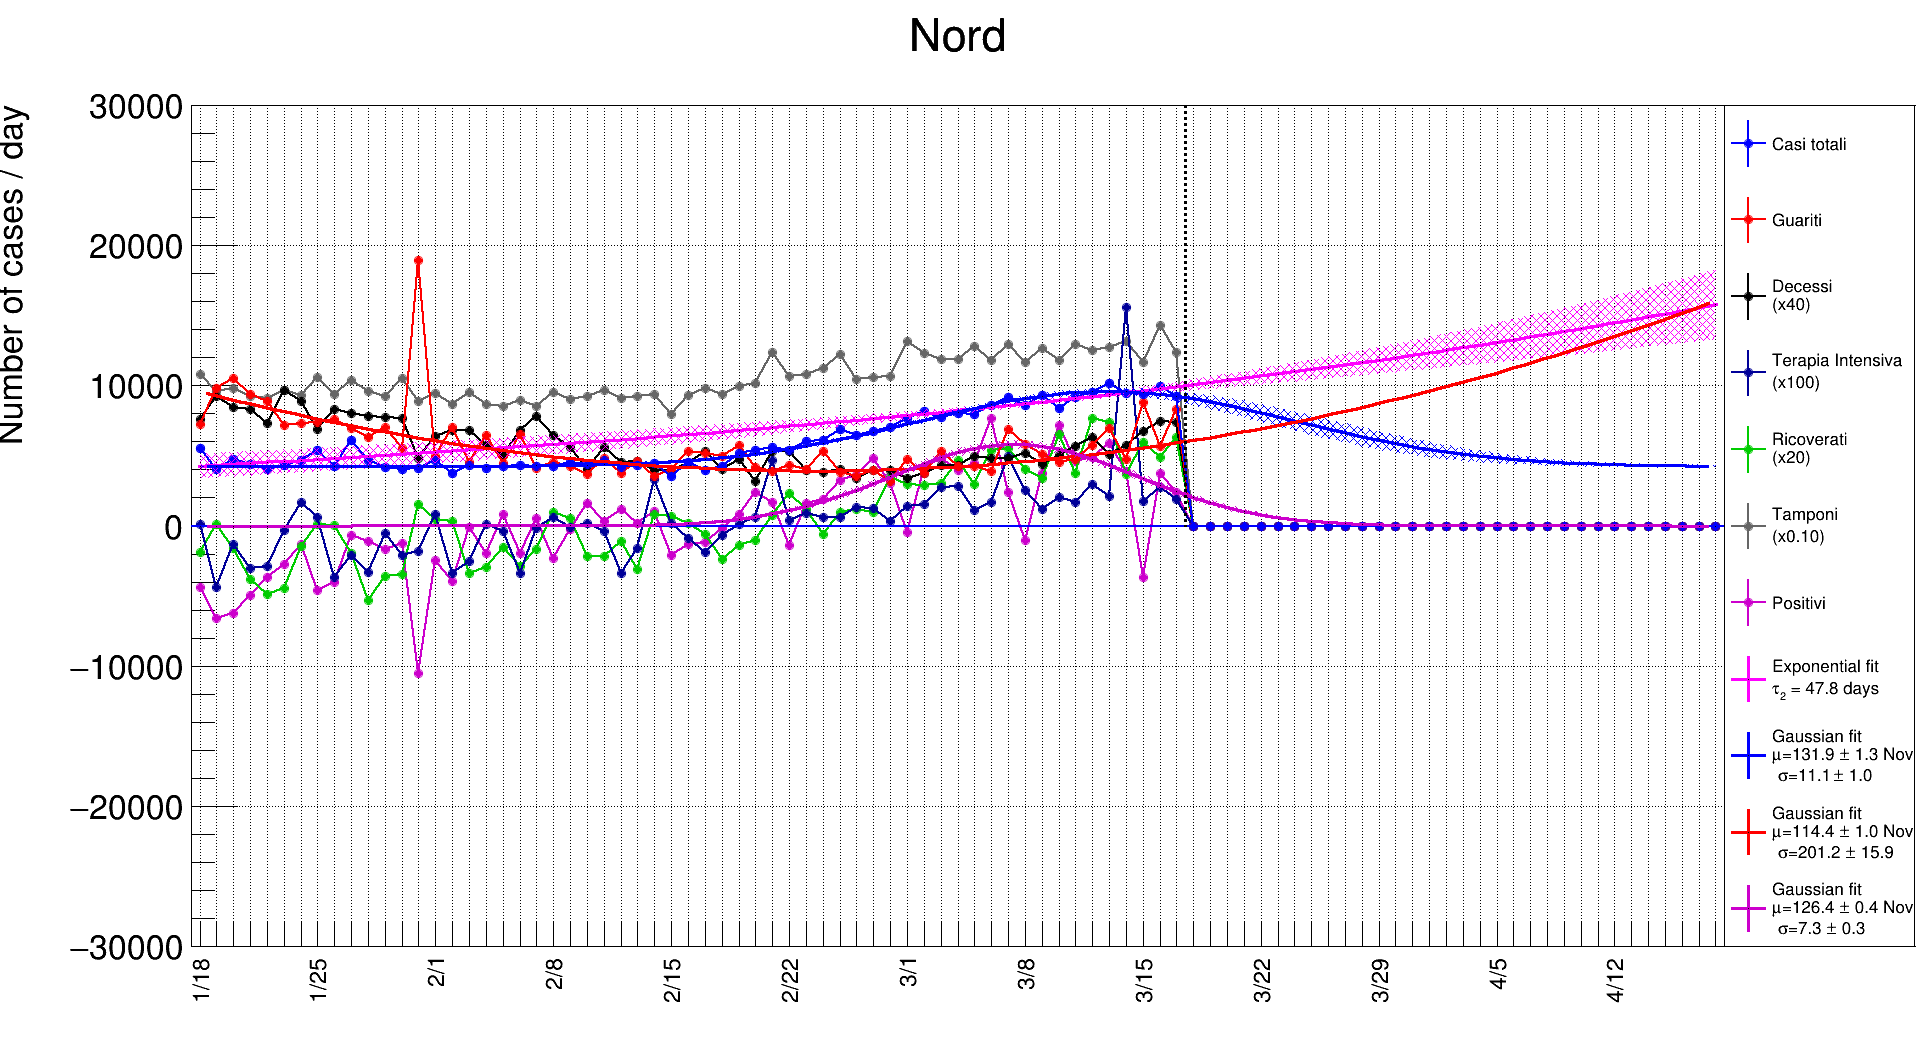 Nord
Number of cases / day
30000
20000
10000
0
−10000
−20000
−30000
1/18
1/25
2/1
2/8
2/15
2/22
3/1
3/8
3/15
3/22
3/29
4/5
4/12
Casi totali
Guariti
Decessi
(x40)
Terapia Intensiva
(x100)
Ricoverati
(x20)
Tamponi
(x0.10)
Positivi
Exponential fit
τ2 = 47.8 days
Gaussian fit
μ=131.9 ± 1.3 Nov
σ=11.1 ± 1.0
Gaussian fit
μ=114.4 ± 1.0 Nov
σ=201.2 ± 15.9
Gaussian fit
μ=126.4 ± 0.4 Nov
σ=7.3 ± 0.3